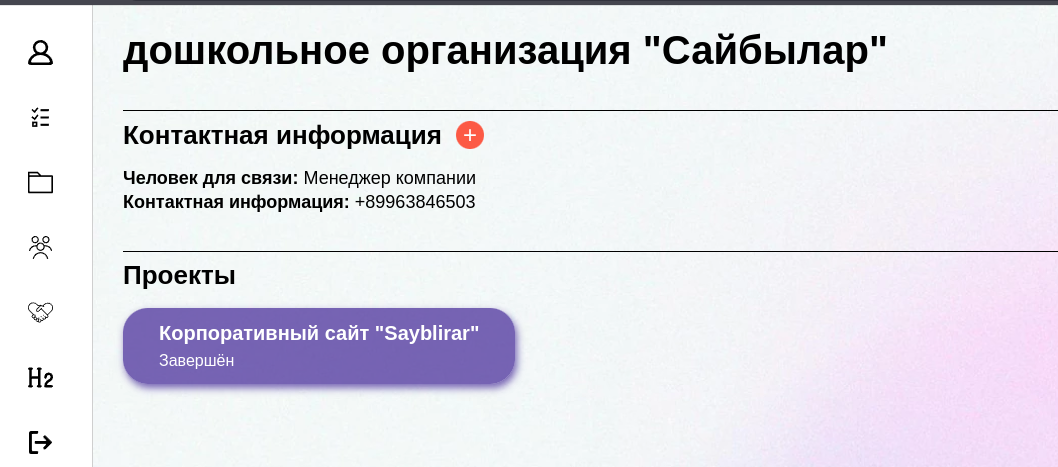 дошкольное организация "Сайбылар"
Контактная информация
Человек для связи: Менеджер компании
Контактная информация: +89963846503
Проекты
Корпоративный сайт "Sayblirar"
Завершён
H2